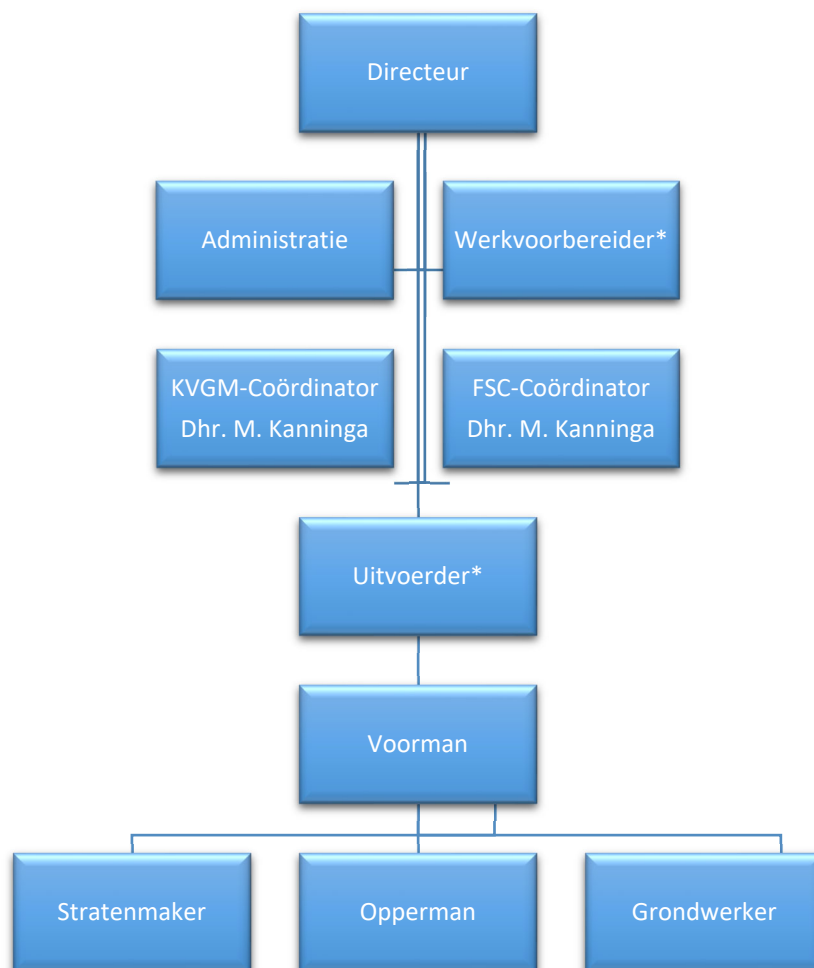 Directeur
Administratie
Werkvoorbereider*
KVGM-Coördinator
Dhr. M. Kanninga
FSC-Coördinator
Dhr. M. Kanninga
Uitvoerder*
Voorman
Stratenmaker
Opperman
Grondwerker